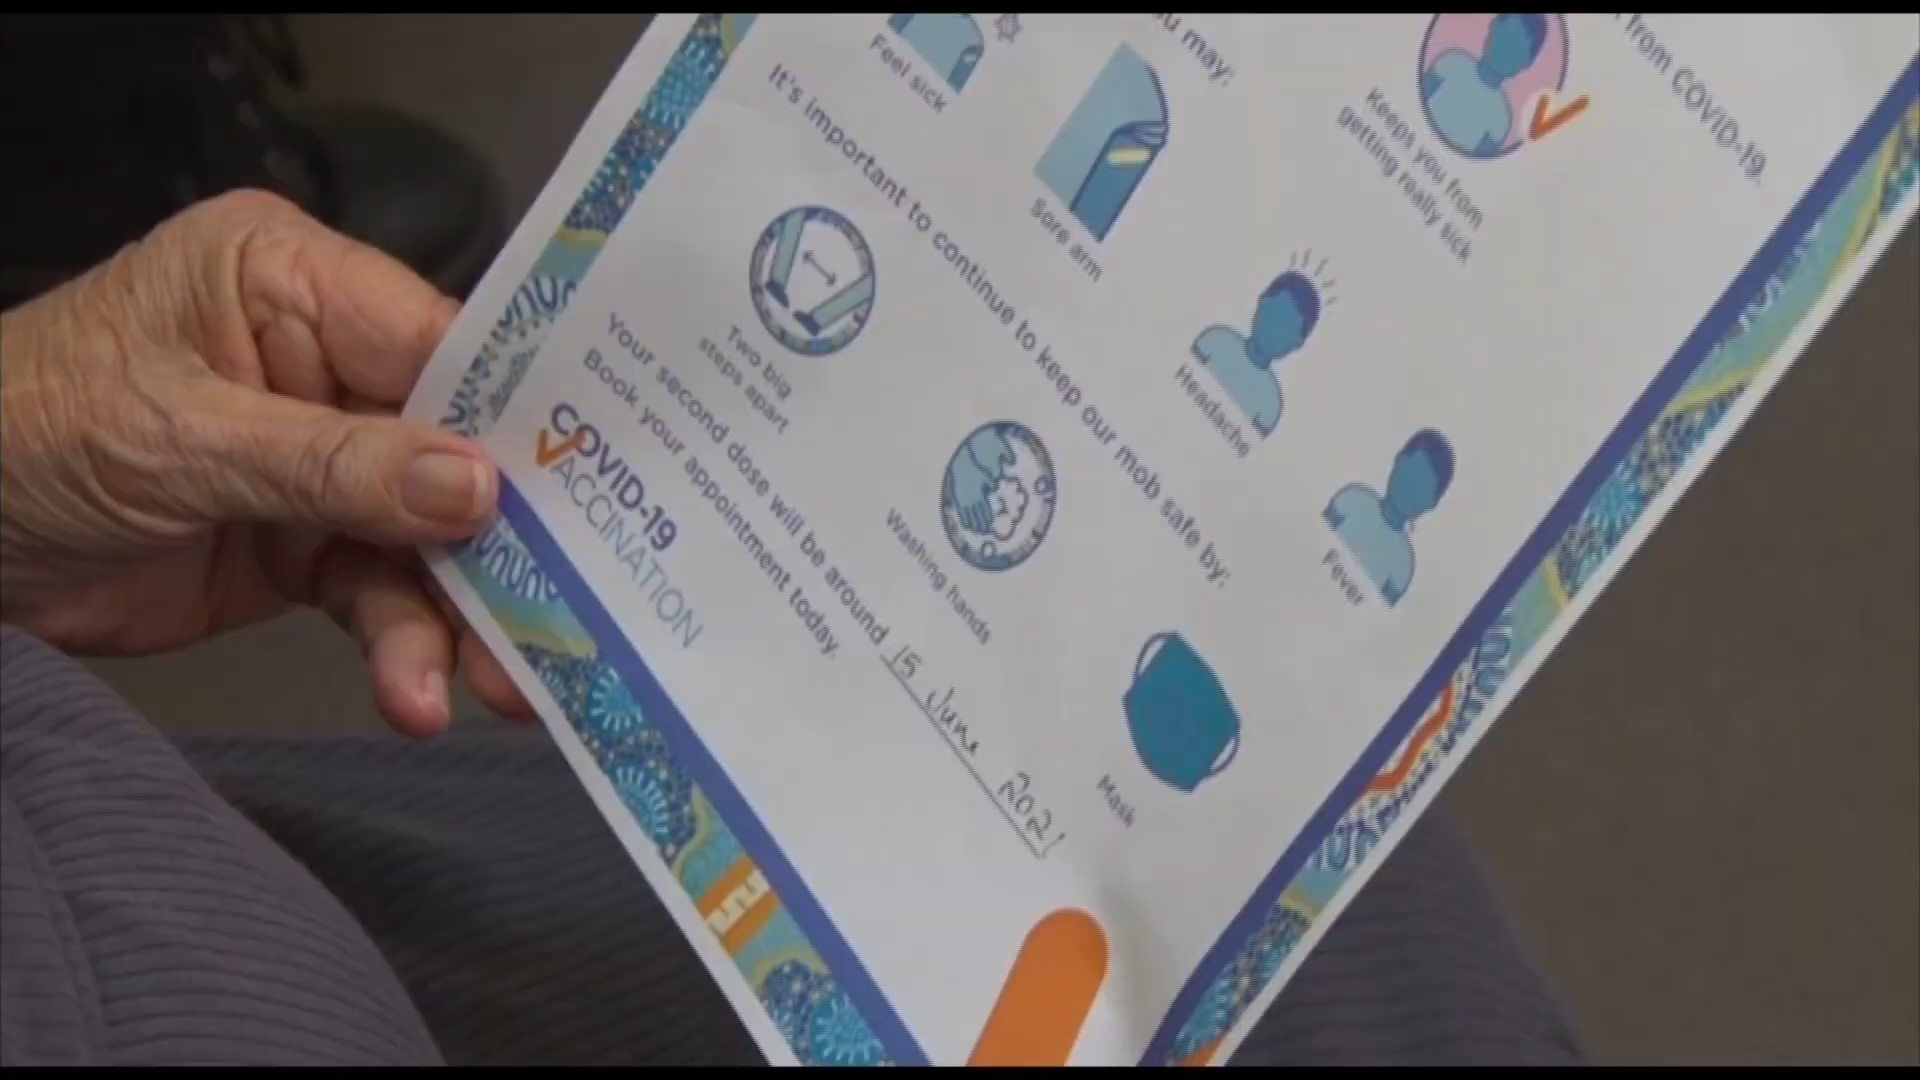 from COVID-19.
Keeps you from
getting really sick
u may:
Feel sick
Sore arm
Headache
Fever
It's important to continue to keep our mob safe by:
Two big
steps apart
Washing hands
Mask
Your second dose will be around 15 June 2021
Book your appointment today.
COVID-19
VACCINATION